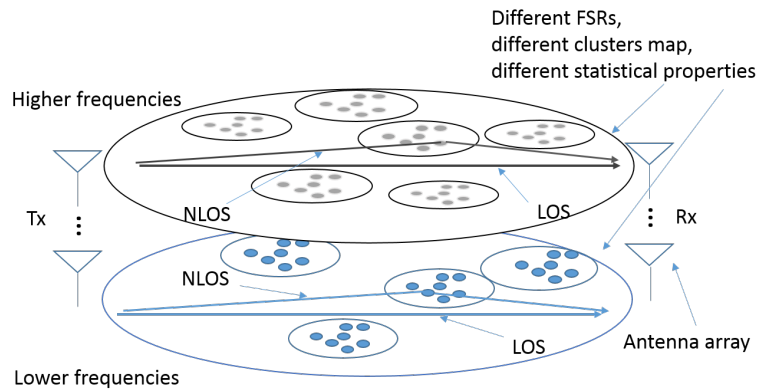 Different FSRs,
different clusters map,
different statistical properties
Higher frequencies
NLOS
LOS
Tx
Rx
NLOS
LOS
Antenna array
Lower frequencies